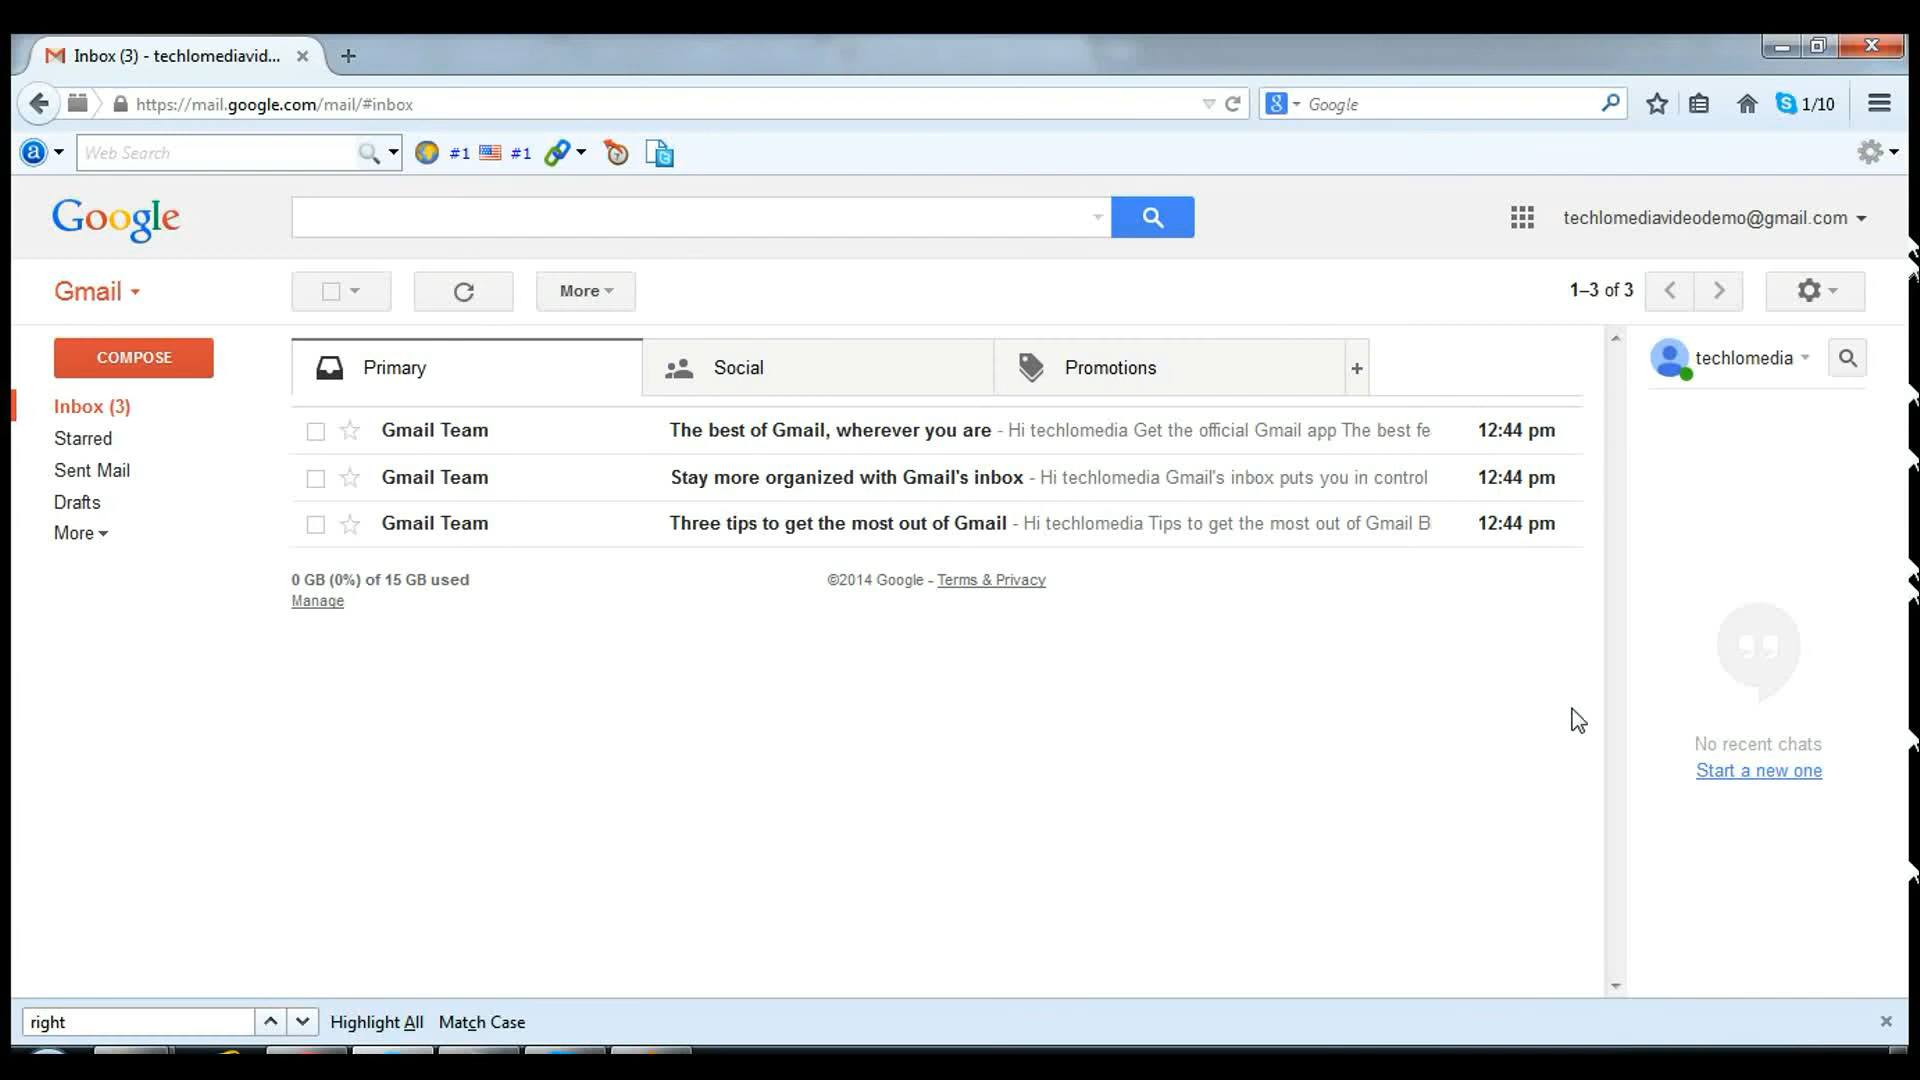 Inbox (3) - techlomediavid...
https://mail.google.com/mail/#inbox
Google
1/10
Web Search
#1
#1
Google
techlomediavideodemo@gmail.com
Gmail
More
1–3 of 3
COMPOSE
Primary
Social
Promotions
+
techlomedia
Inbox (3)
Starred
Sent Mail
Drafts
More
Gmail Team The best of Gmail, wherever you are - Hi techlomedia Get the official Gmail app The best fe 12:44 pm
Gmail Team Stay more organized with Gmail's inbox - Hi techlomedia Gmail's inbox puts you in control 12:44 pm
Gmail Team Three tips to get the most out of Gmail - Hi techlomedia Tips to get the most out of Gmail B 12:44 pm
0 GB (0%) of 15 GB used
Manage
©2014 Google - Terms & Privacy
No recent chats
Start a new one
right
Highlight All
Match Case